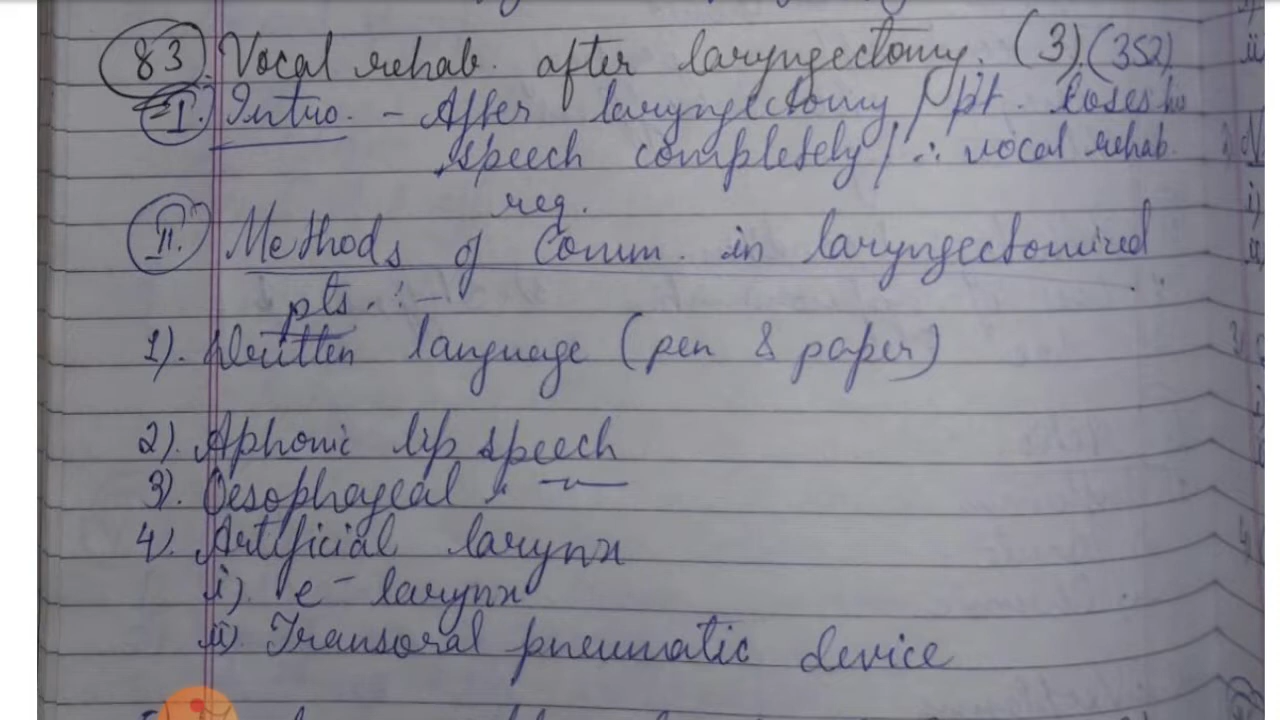 83. Vocal rehab. after laryngectomy. (3).(352)
I. Intro. - After laryngectomy, pt. loses his
speech completely, ∴ vocal rehab.
req.
II. Methods of Comm. in laryngectomized
pts. :-
1). Written language (pen & paper)
2). Aphonic lip speech
3). Oesophageal "
4). Artificial larynx
i). e⁻ larynx
ii). Transoral pneumatic device